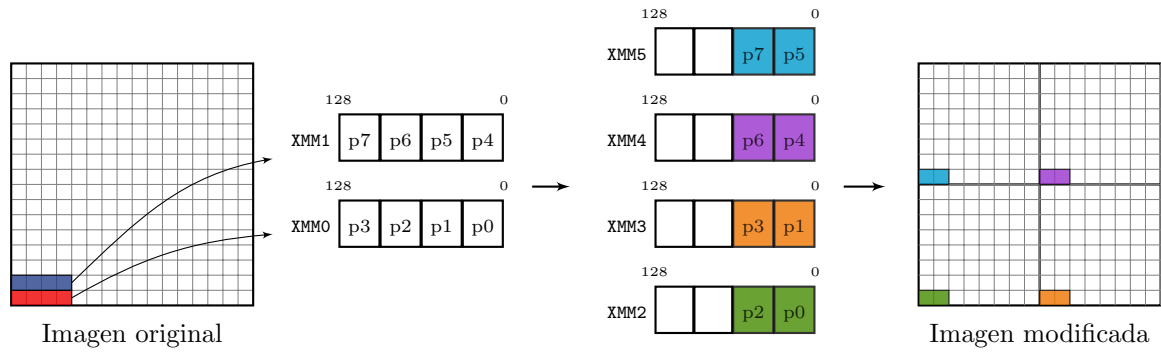 128 0
XMM1 p7 p6 p5 p4
128 0
XMM0 p3 p2 p1 p0
128 0
XMM5 p7 p5
128 0
XMM4 p6 p4
128 0
XMM3 p3 p1
128 0
XMM2 p2 p0
Imagen original
Imagen modificada